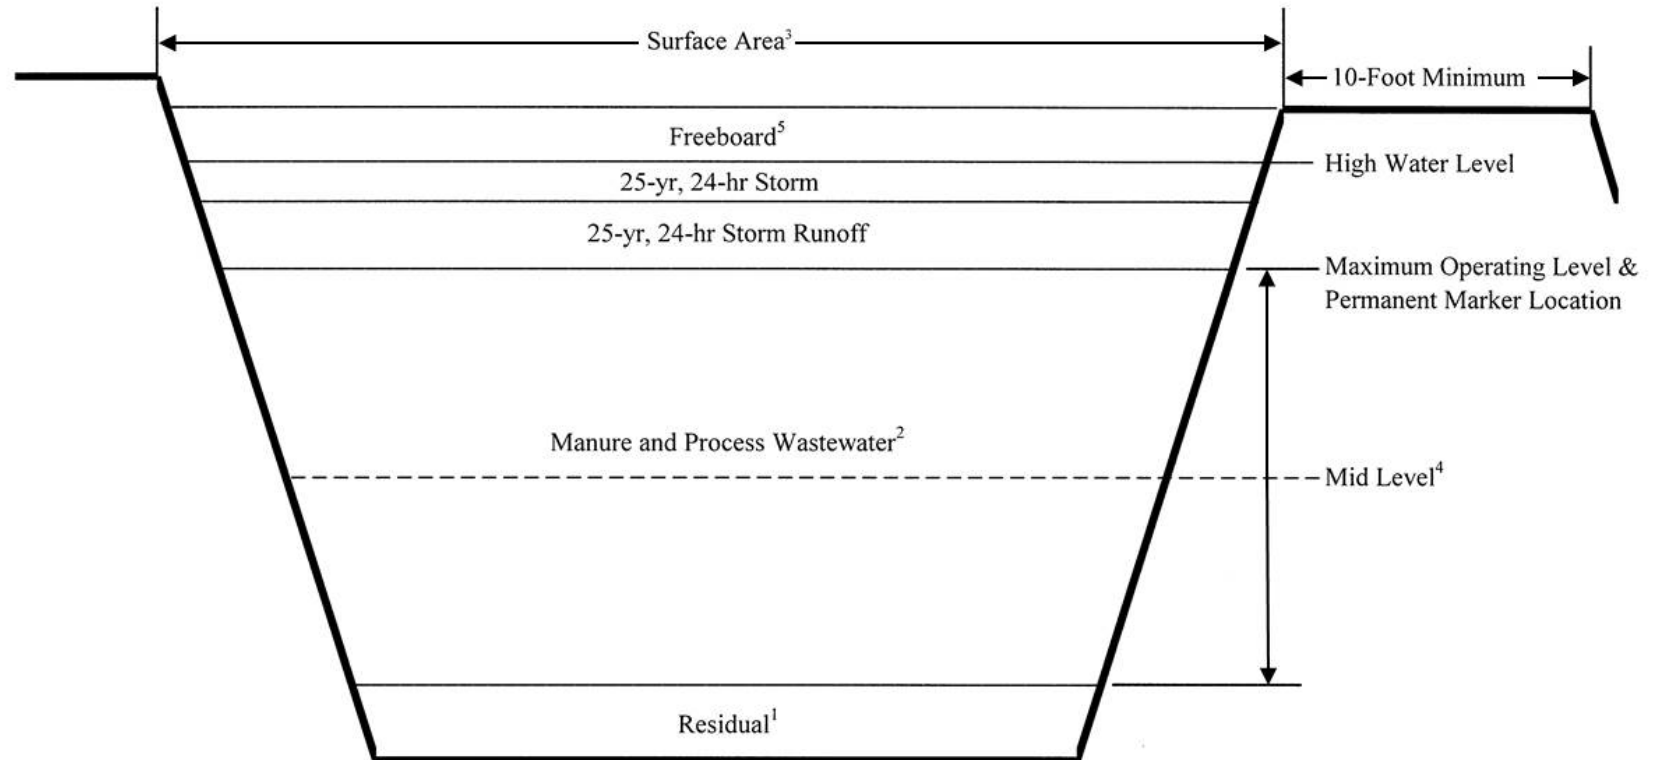 Surface Area³
10-Foot Minimum
Freeboard⁵
High Water Level
25-yr, 24-hr Storm
25-yr, 24-hr Storm Runoff
Maximum Operating Level &
Permanent Marker Location
Manure and Process Wastewater²
Mid Level⁴
Residual¹